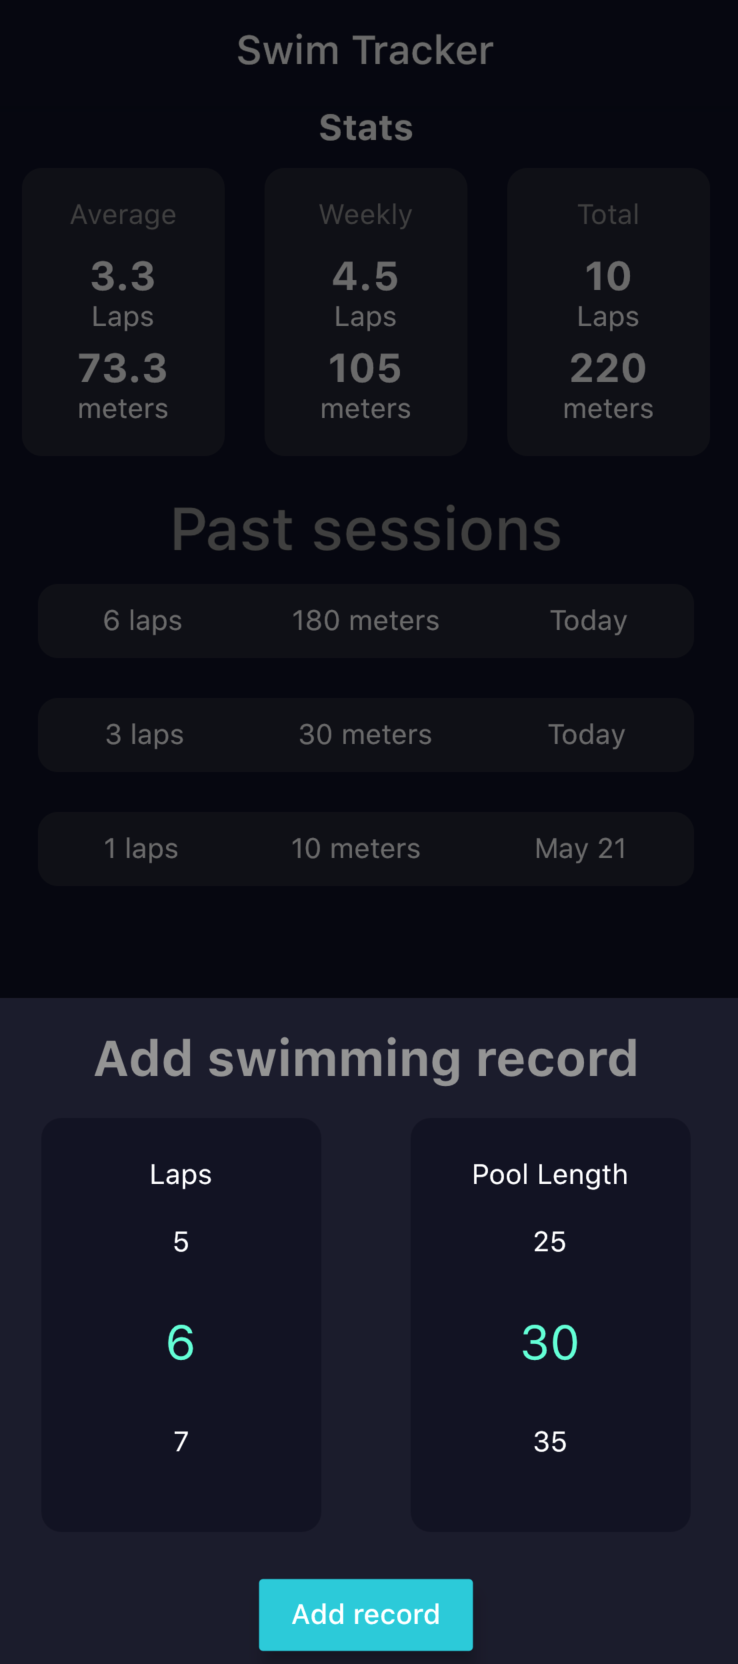 Swim Tracker
Stats
Average Weekly Total
3.3 4.5 10
Laps Laps Laps
73.3 105 220
meters meters meters
Past sessions
6 laps 180 meters Today
3 laps 30 meters Today
1 laps 10 meters May 21
Add swimming record
Laps Pool Length
5 25
6 30
7 35
Add record